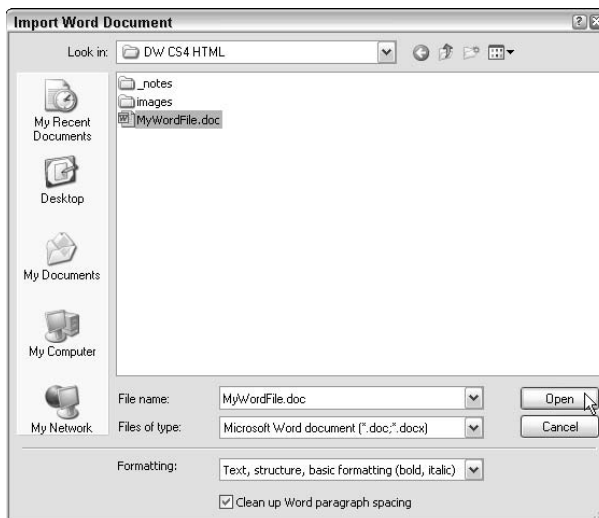 Import Word Document
Look in: DW CS4 HTML
_notes
images
MyWordFile.doc
My Recent
Documents
Desktop
My Documents
My Computer
My Network
File name: MyWordFile.doc Open
Files of type: Microsoft Word document (*.doc;*.docx) Cancel
Formatting: Text, structure, basic formatting (bold, italic)
Clean up Word paragraph spacing